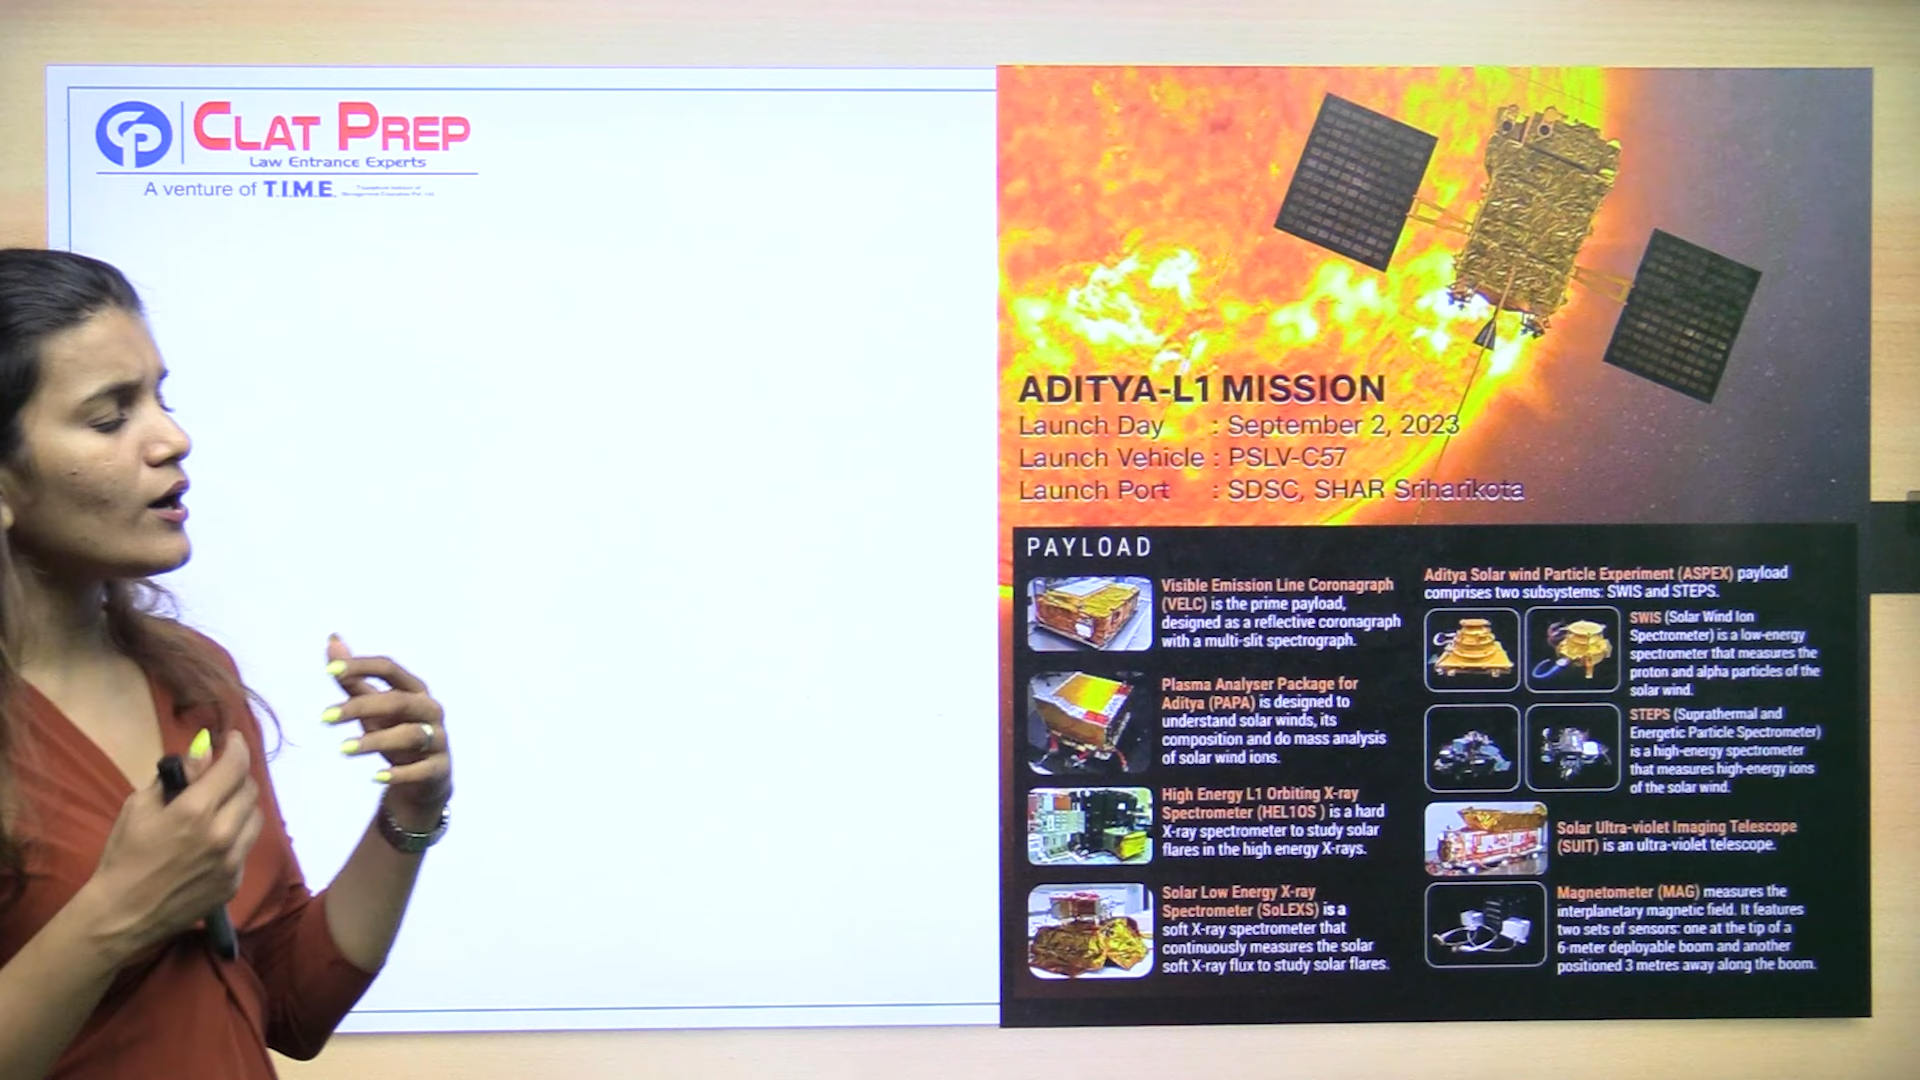 CLAT PREP
Law Entrance Experts
A venture of T.I.M.E.
ADITYA-L1 MISSION
Launch Day : September 2, 2023
Launch Vehicle : PSLV-C57
Launch Port : SDSC, SHAR Sriharikota
PAYLOAD
Visible Emission Line Coronagraph
(VELC) is the prime payload,
designed as a reflective coronagraph
with a multi-slit spectrograph.
Plasma Analyser Package for
Aditya (PAPA) is designed to
understand solar winds, its
composition and do mass analysis
of solar wind ions.
High Energy L1 Orbiting X-ray
Spectrometer (HEL1OS ) is a hard
X-ray spectrometer to study solar
flares in the high energy X-rays.
Solar Low Energy X-ray
Spectrometer (SoLEXS) is a
soft X-ray spectrometer that
continuously measures the solar
soft X-ray flux to study solar flares.
Aditya Solar wind Particle Experiment (ASPEX) payload
comprises two subsystems: SWIS and STEPS.
SWIS (Solar Wind Ion
Spectrometer) is a low-energy
spectrometer that measures the
proton and alpha particles of the
solar wind.
STEPS (Suprathermal and
Energetic Particle Spectrometer)
is a high-energy spectrometer
that measures high-energy ions
of the solar wind.
Solar Ultra-violet Imaging Telescope
(SUIT) is an ultra-violet telescope.
Magnetometer (MAG) measures the
interplanetary magnetic field. It features
two sets of sensors: one at the tip of a
6-meter deployable boom and another
positioned 3 metres away along the boom.